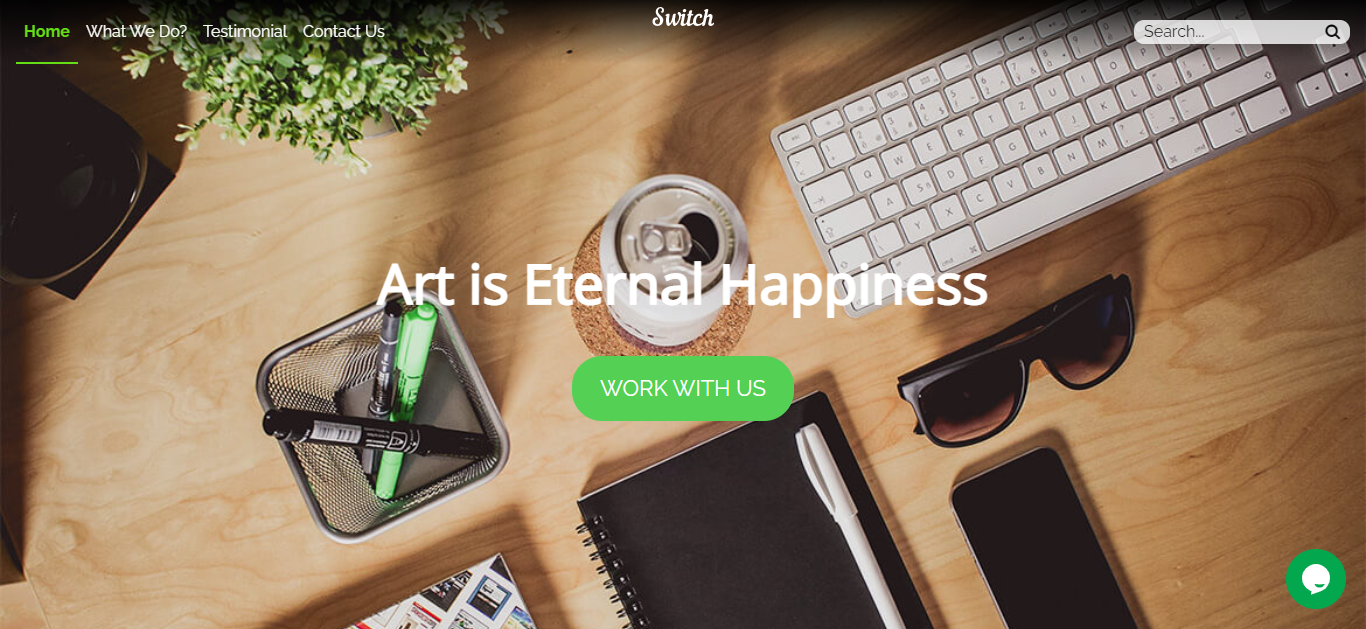 Home What We Do? Testimonial Contact Us
Switch
Search...
Art is Eternal Happiness
WORK WITH US